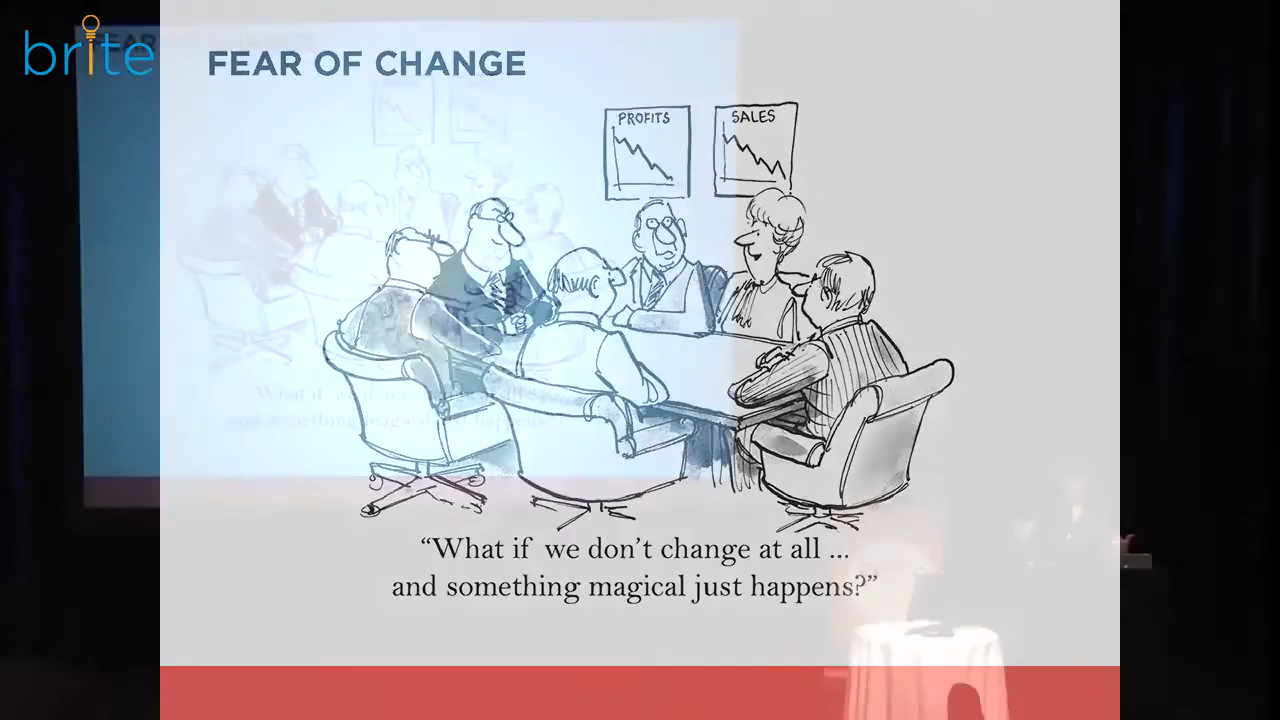 brite
FEAR OF CHANGE
PROFITS
SALES
“What if we don’t change at all ...
and something magical just happens?”